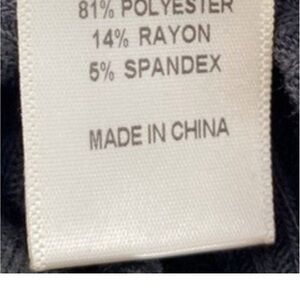 81% POLYESTER
14% RAYON
5% SPANDEX
MADE IN CHINA